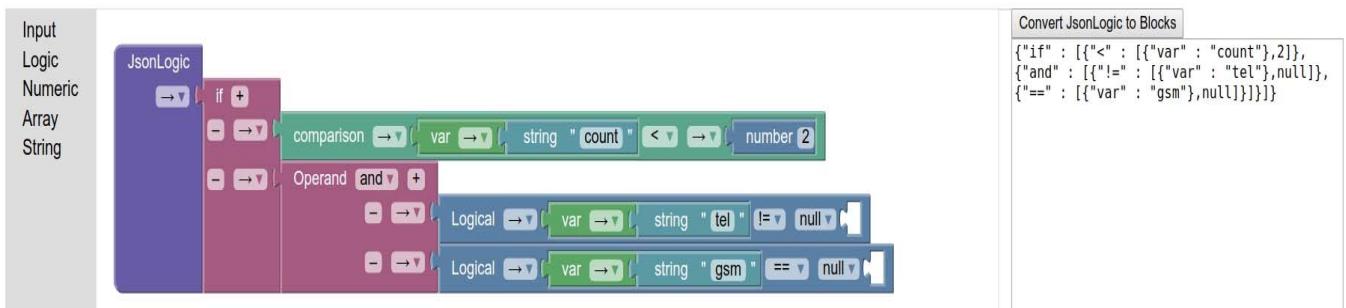 Input
Logic
Numeric
Array
String
JsonLogic
→▼ if +
− →▼ comparison →▼ var →▼ string " count " < ▼ →▼ number 2
− →▼ Operand and▼ +
− →▼ Logical →▼ var →▼ string " tel " !=▼ null▼
− →▼ Logical →▼ var →▼ string " gsm " ==▼ null▼
Convert JsonLogic to Blocks
{"if" : [{"<" : [{"var" : "count"},2]},
{"and" : [{"!=" : [{"var" : "tel"},null]},
{"==" : [{"var" : "gsm"},null]}]}]}